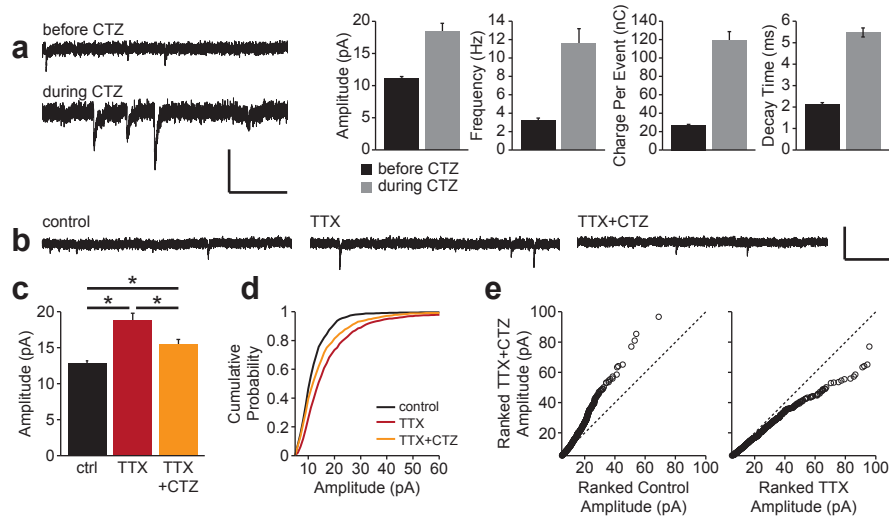 a
before CTZ
during CTZ
Amplitude (pA)
20
15
10
5
0
Frequency (Hz)
14
12
10
8
6
4
2
0
Charge Per Event (nC)
140
120
100
80
60
40
20
0
Decay Time (ms)
6
5
4
3
2
1
0
before CTZ
during CTZ
b
control
TTX
TTX+CTZ
c
Amplitude (pA)
20
15
10
5
0
*
* *
ctrl TTX TTX
+CTZ
d
Cumulative
Probability
1
0.8
0.6
0.4
0.2
0
control
TTX
TTX+CTZ
10 20 30 40 50 60
Amplitude (pA)
e
Ranked TTX+CTZ
Amplitude (pA)
100
80
60
40
20
20 40 60 80 100
Ranked Control
Amplitude (pA)
20 40 60 80 100
Ranked TTX
Amplitude (pA)